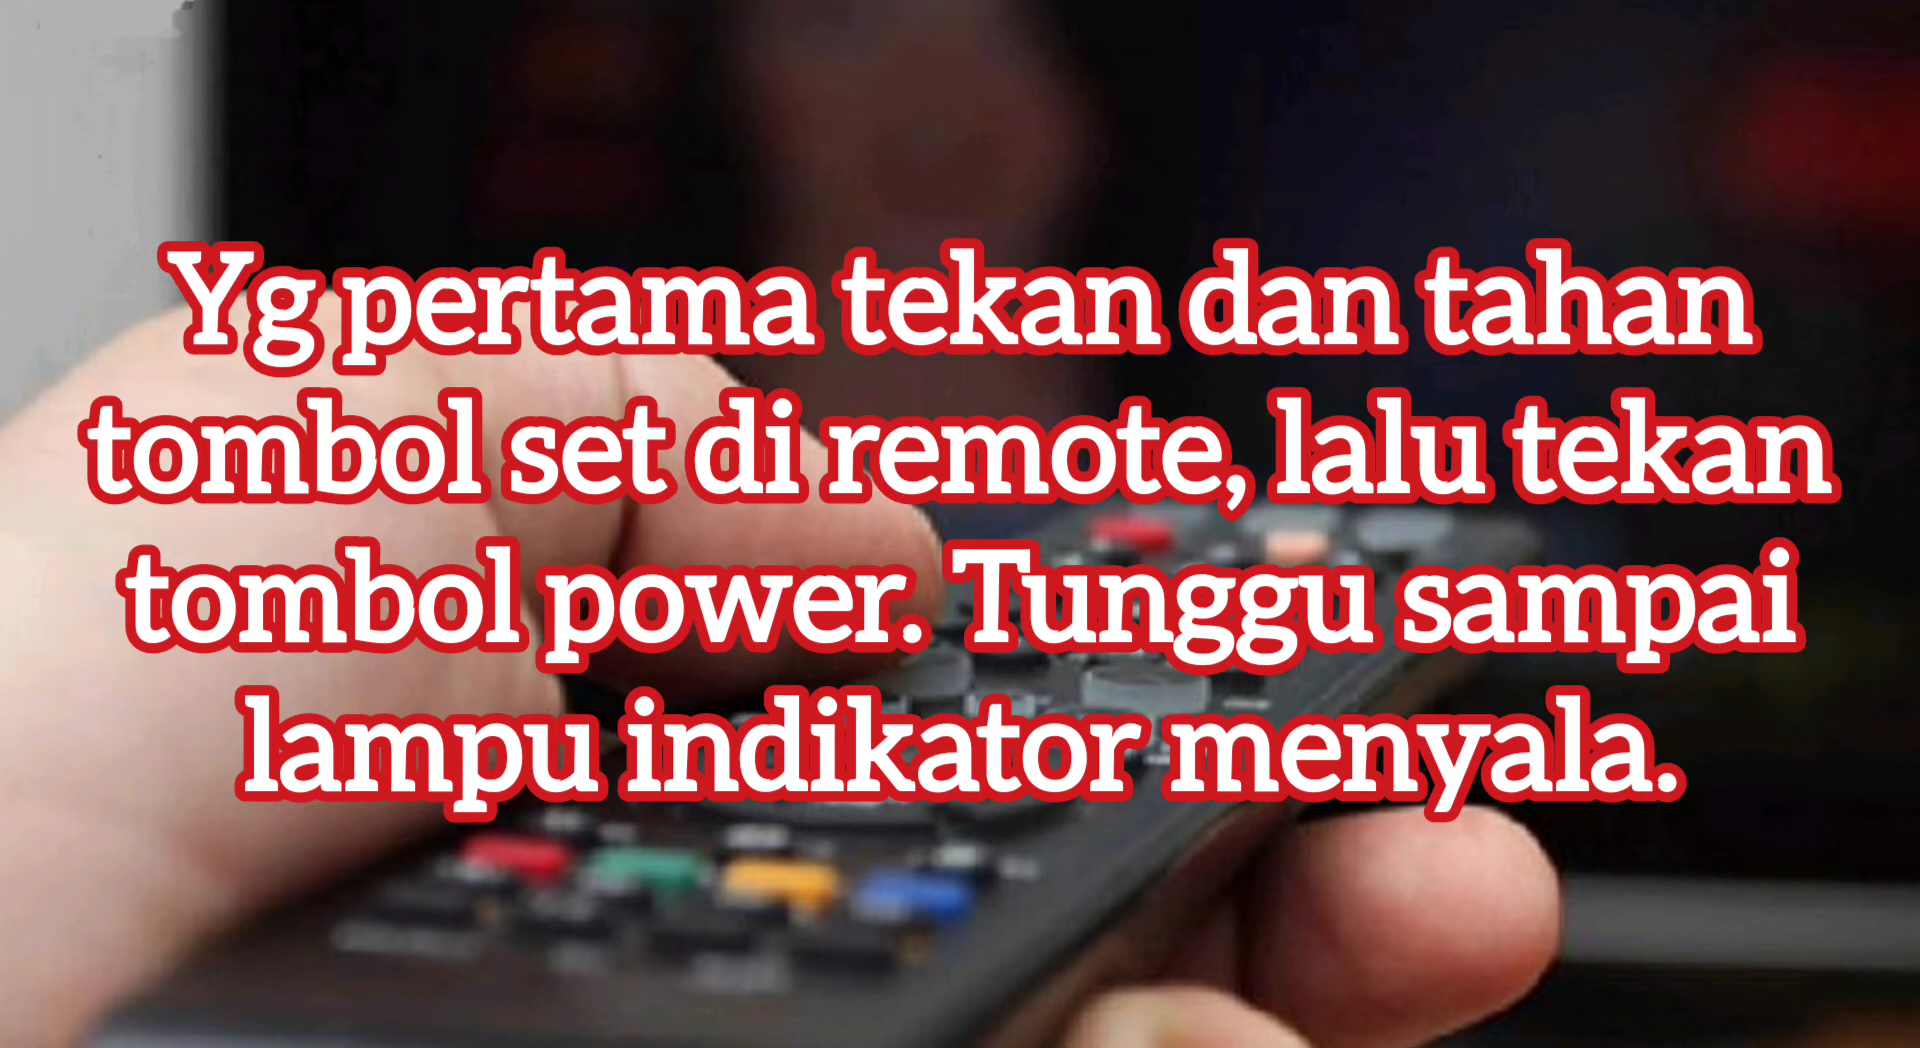 Yg pertama tekan dan tahan
tombol set di remote, lalu tekan
tombol power. Tunggu sampai
lampu indikator menyala.